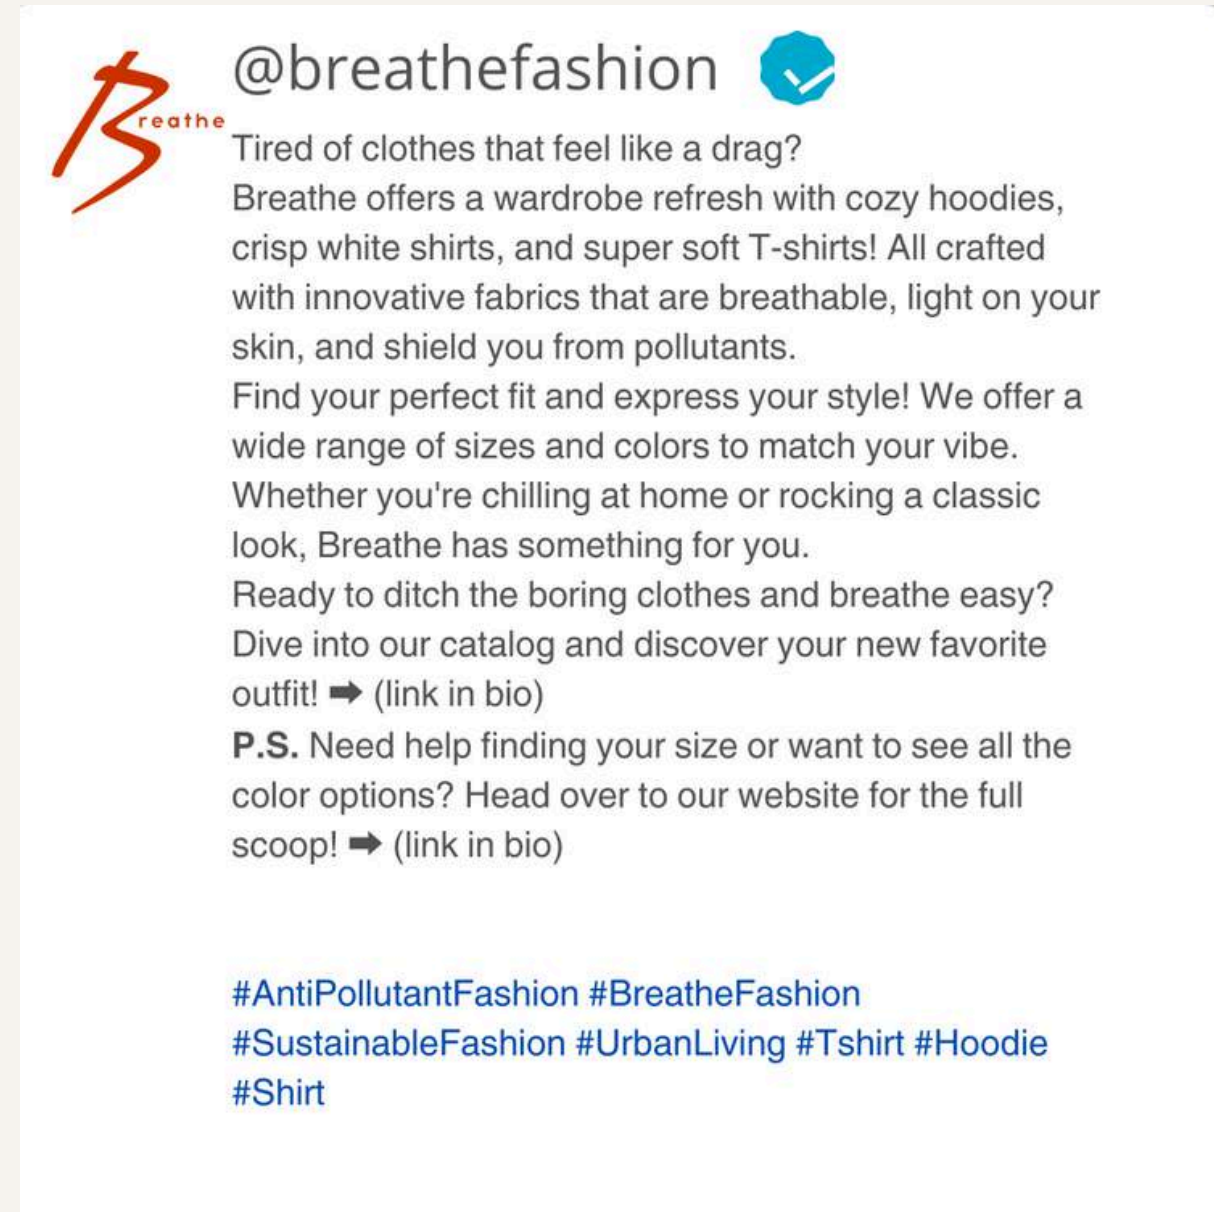 @breathefashion
Breathe
Tired of clothes that feel like a drag?
Breathe offers a wardrobe refresh with cozy hoodies,
crisp white shirts, and super soft T-shirts! All crafted
with innovative fabrics that are breathable, light on your
skin, and shield you from pollutants.
Find your perfect fit and express your style! We offer a
wide range of sizes and colors to match your vibe.
Whether you're chilling at home or rocking a classic
look, Breathe has something for you.
Ready to ditch the boring clothes and breathe easy?
Dive into our catalog and discover your new favorite
outfit! ➡ (link in bio)
P.S. Need help finding your size or want to see all the
color options? Head over to our website for the full
scoop! ➡ (link in bio)
#AntiPollutantFashion #BreatheFashion
#SustainableFashion #UrbanLiving #Tshirt #Hoodie
#Shirt